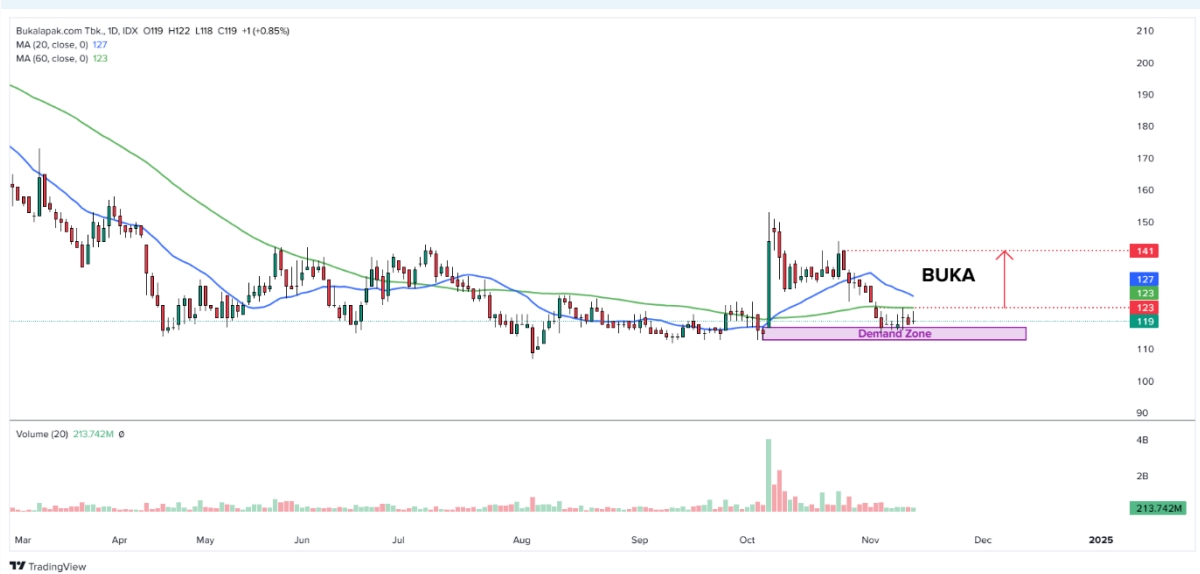 Bukalapak.com Tbk., 1D, IDX O119 H122 L118 C119 +1 (+0.85%)
MA (20, close, 0) 127
MA (60, close, 0) 123
210
200
190
180
170
160
150
141
127
123
123
119
110
100
90
BUKA
Demand Zone
Volume (20) 213.742M Ø
4B
2B
213.742M
Mar Apr May Jun Jul Aug Sep Oct Nov Dec 2025
TradingView